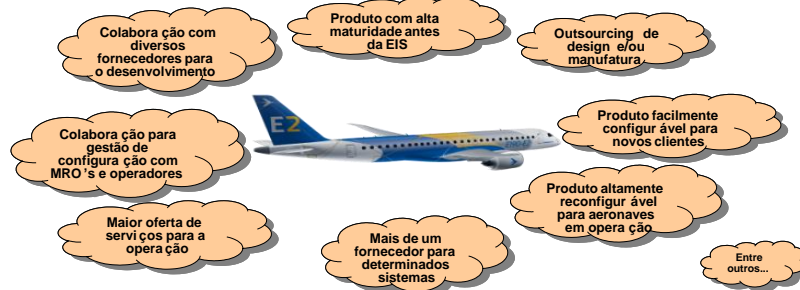 Colabora ção com
diversos
fornecedores para
o desenvolvimento
Produto com alta
maturidade antes
da EIS
Outsourcing de
design e/ou
manufatura
Colabora ção para
gestão de
configura ção com
MRO 's e operadores
E2
Produto facilmente
configur ável para
novos clientes
Produto altamente
reconfigur ável
para aeronaves
em opera ção
Maior oferta de
servi ços para a
opera ção
Mais de um
fornecedor para
determinados
sistemas
Entre
outros...